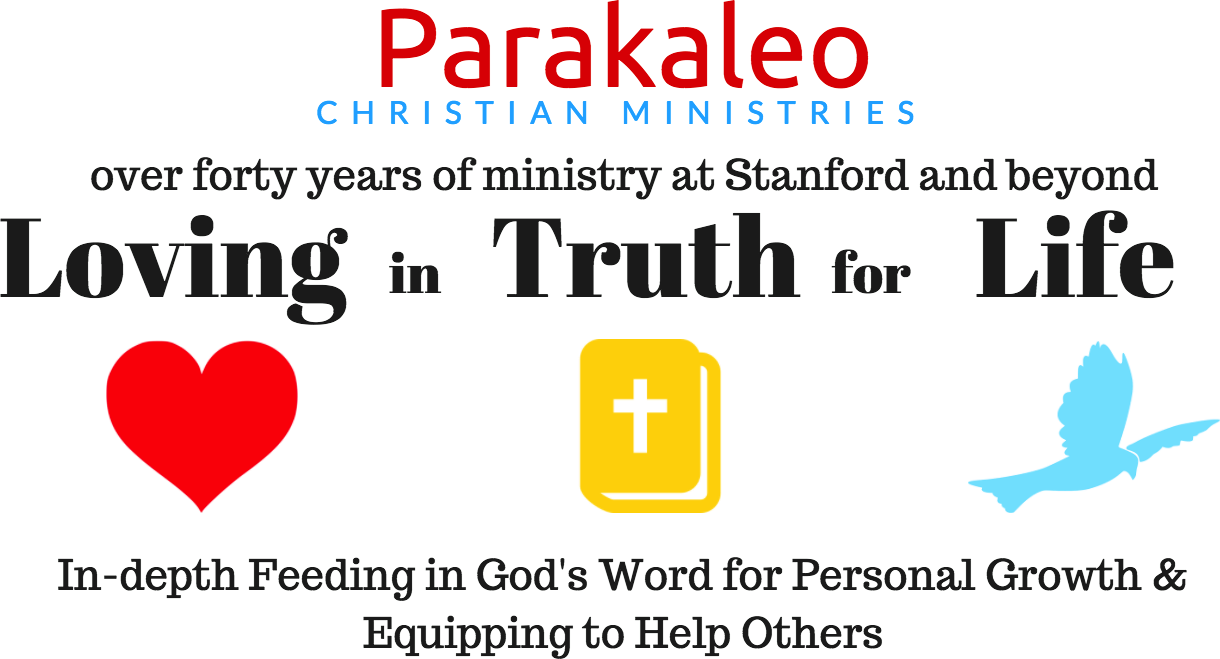 Parakaleo
CHRISTIAN MINISTRIES
over forty years of ministry at Stanford and beyond
Loving in Truth for Life
In-depth Feeding in God's Word for Personal Growth &
Equipping to Help Others